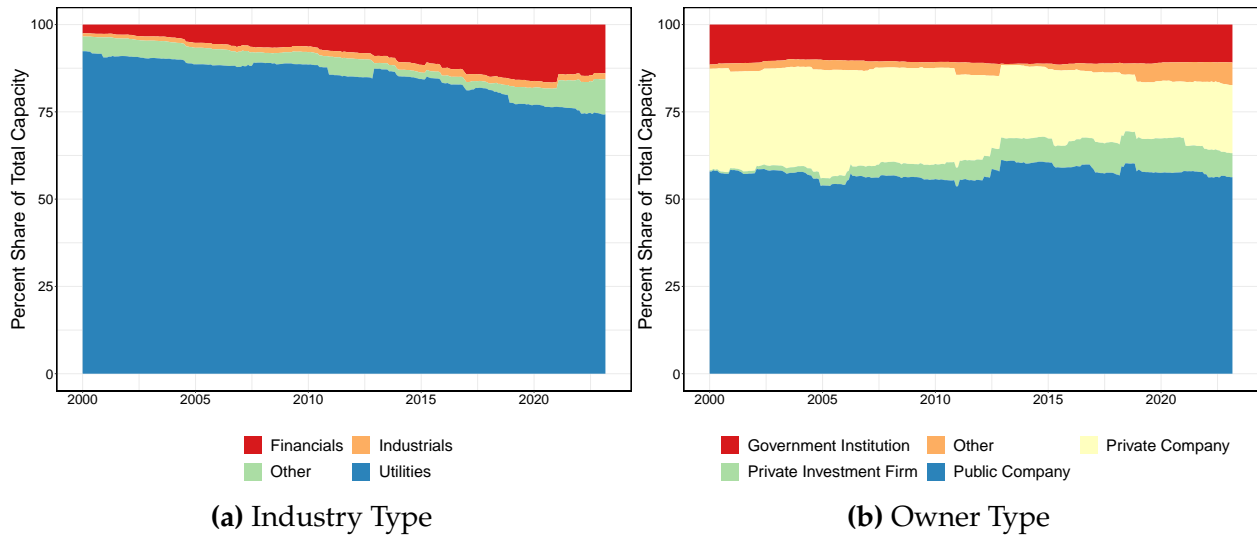 Percent Share of Total Capacity
100
75
50
25
0
2000 2005 2010 2015 2020
Financials Industrials
Other Utilities
(a) Industry Type
Percent Share of Total Capacity
100
75
50
25
0
2000 2005 2010 2015 2020
Government Institution Other Private Company
Private Investment Firm Public Company
(b) Owner Type